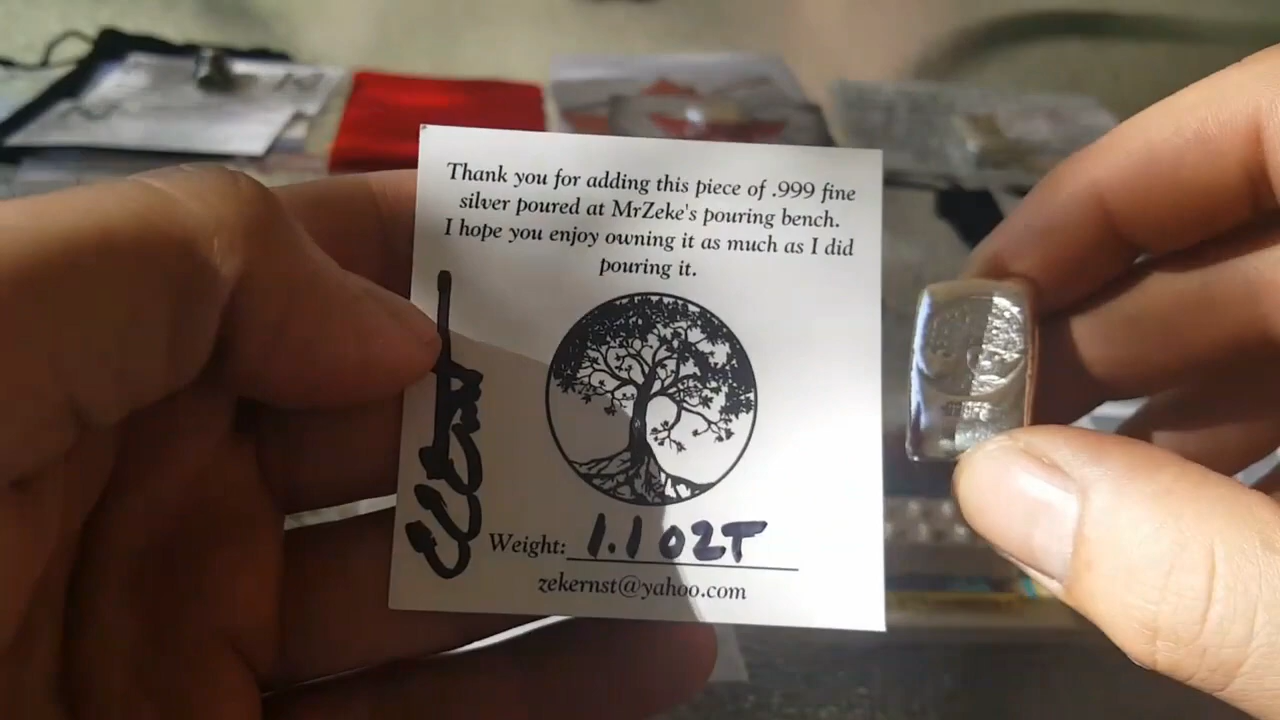 Thank you for adding this piece of .999 fine
silver poured at MrZeke's pouring bench.
I hope you enjoy owning it as much as I did
pouring it.
Weight: 1.1 OZT
zekernst@yahoo.com